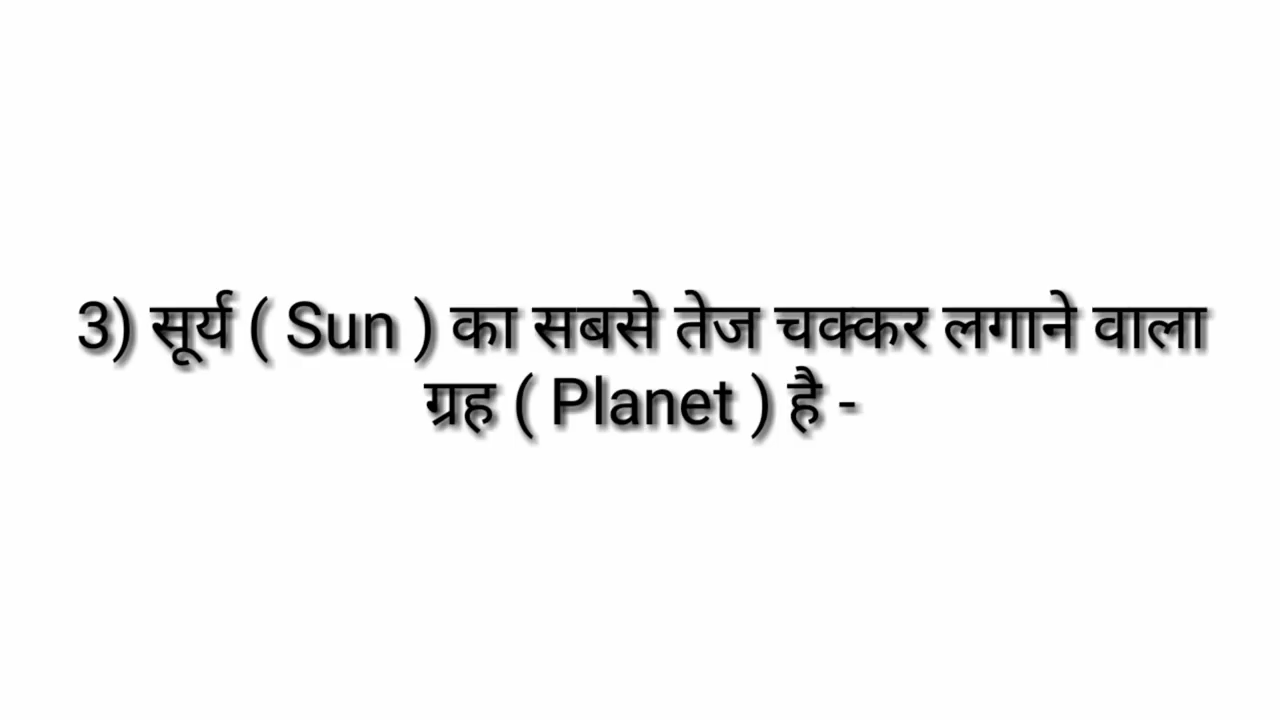 3) सूर्य ( Sun ) का सबसे तेज चक्कर लगाने वाला
ग्रह ( Planet ) है -